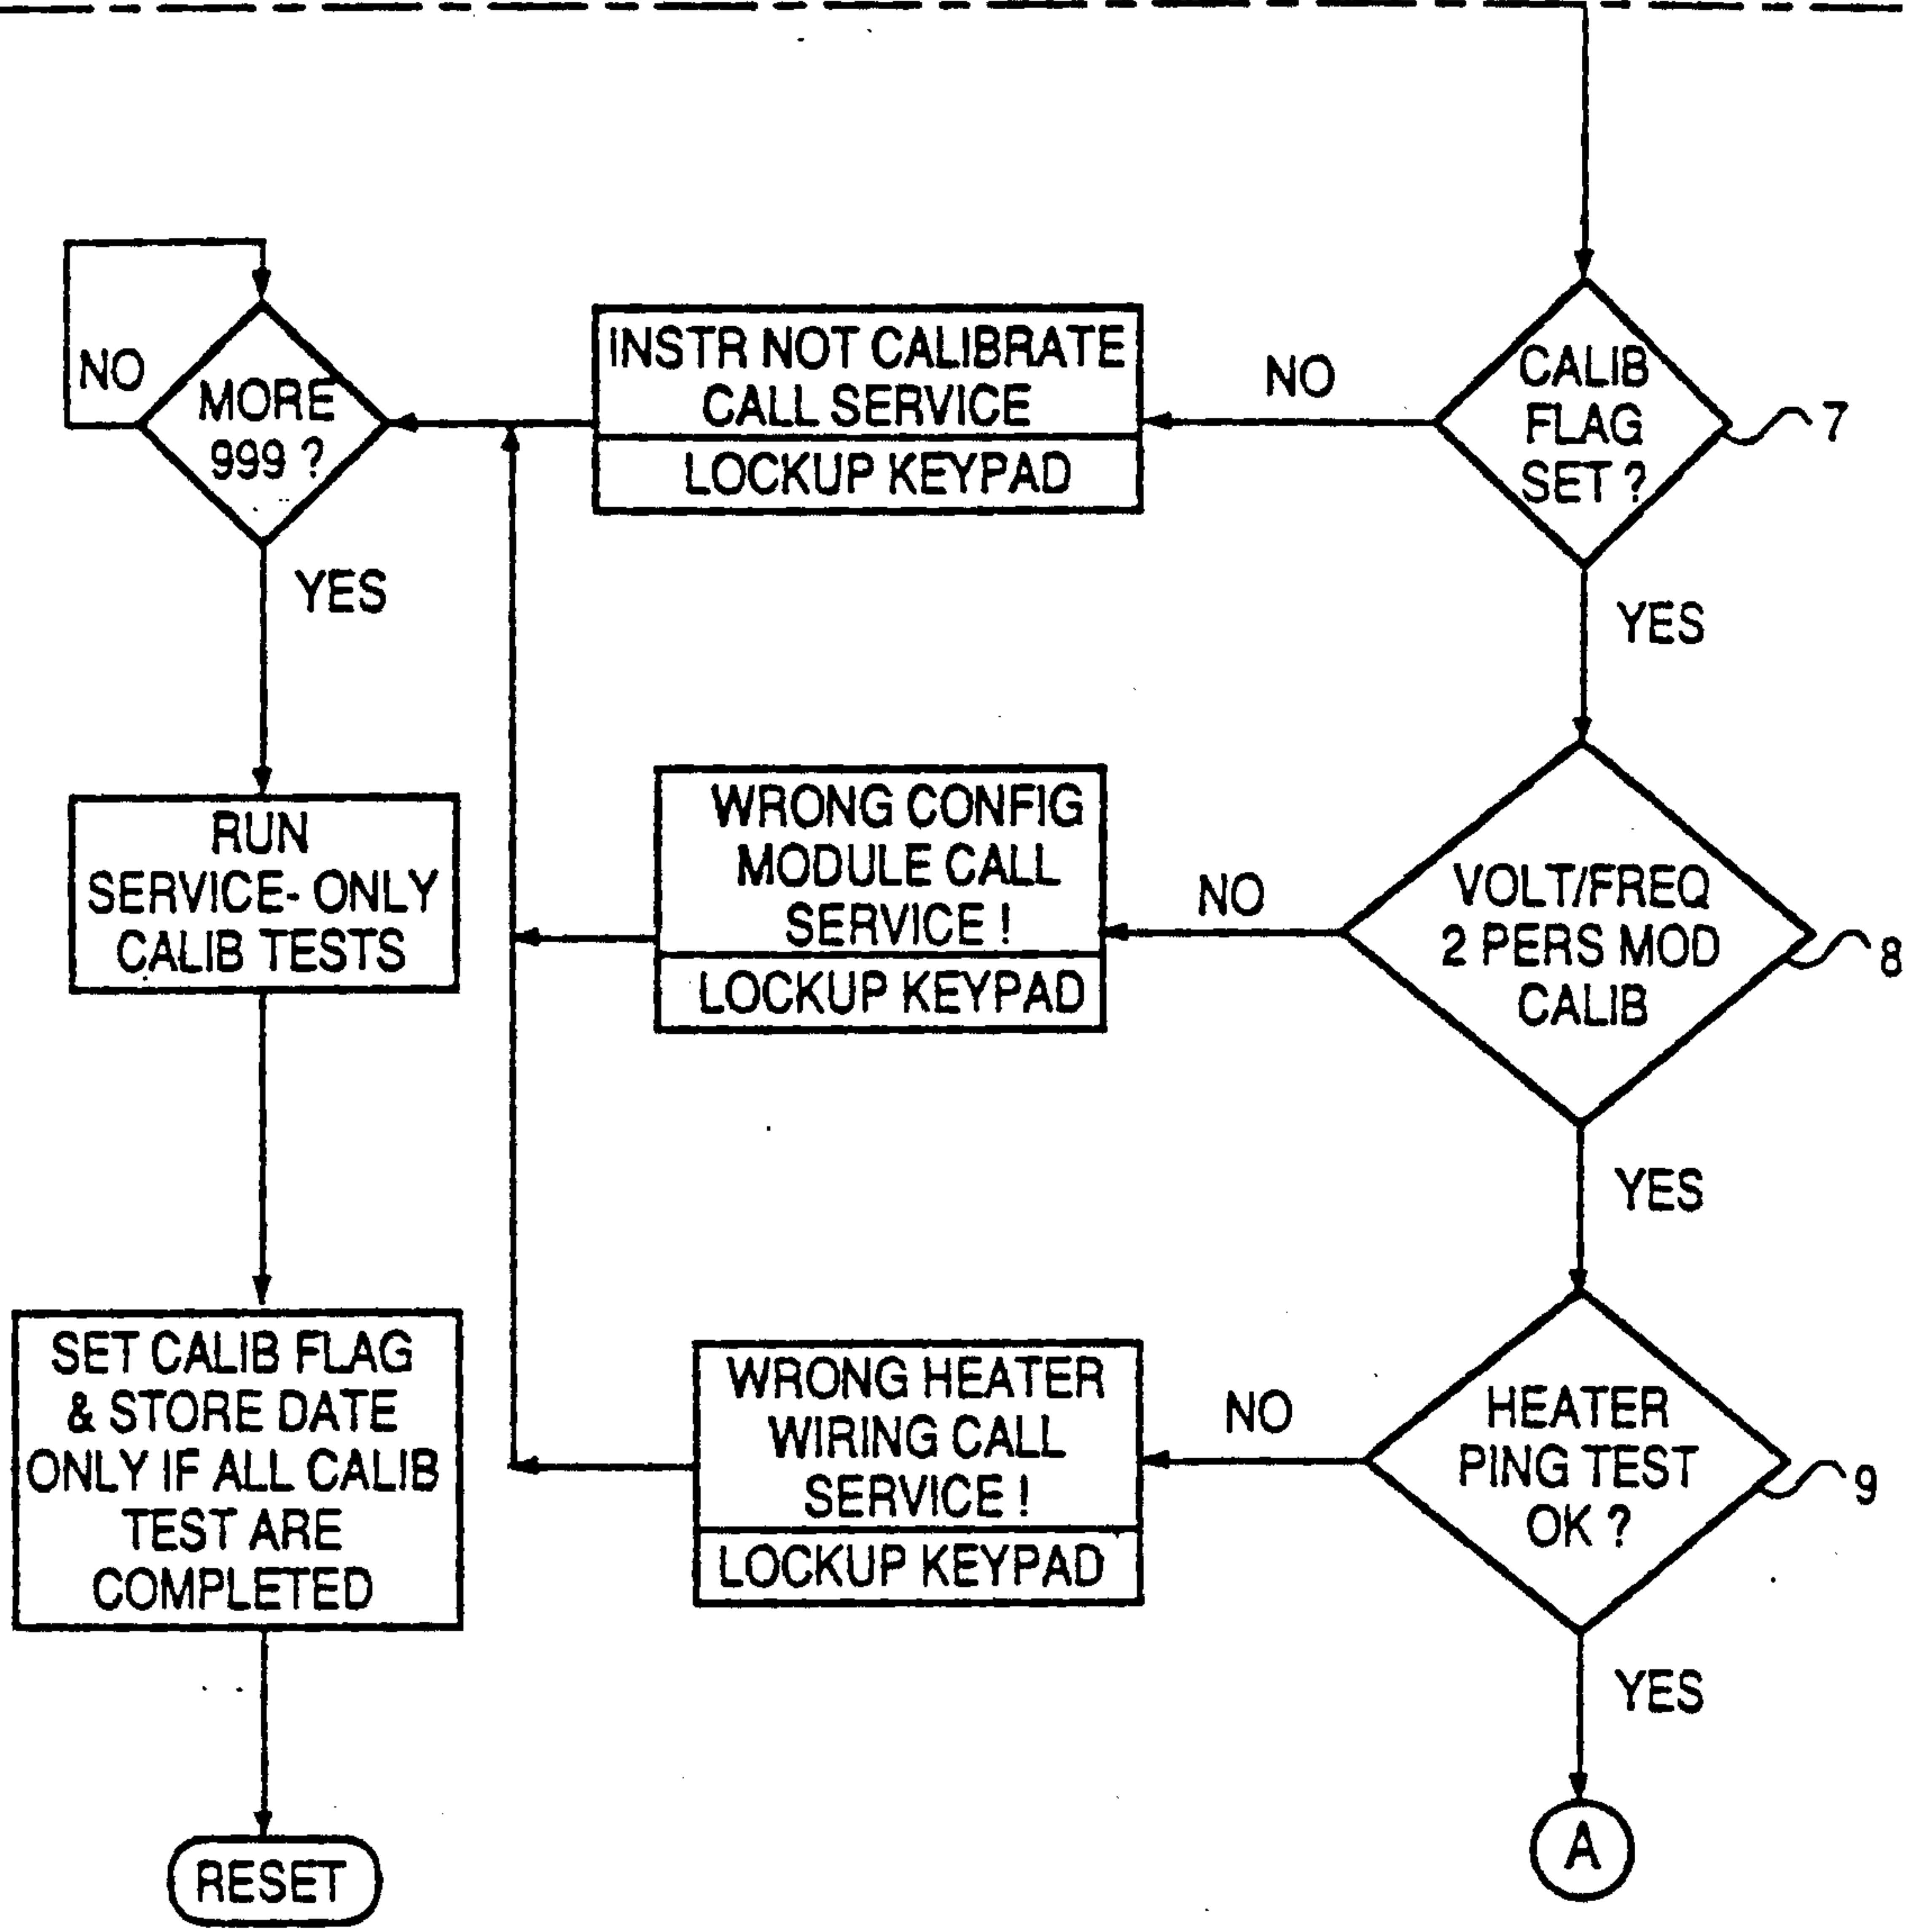 NO
MORE
999 ?
YES
INSTR NOT CALIBRATE
CALL SERVICE
LOCKUP KEYPAD
NO
CALIB
FLAG
SET ?
7
YES
RUN
SERVICE- ONLY
CALIB TESTS
WRONG CONFIG
MODULE CALL
SERVICE !
LOCKUP KEYPAD
NO
VOLT/FREQ
2 PERS MOD
CALIB
8
YES
SET CALIB FLAG
& STORE DATE
ONLY IF ALL CALIB
TEST ARE
COMPLETED
WRONG HEATER
WIRING CALL
SERVICE !
LOCKUP KEYPAD
NO
HEATER
PING TEST
OK ?
9
YES
RESET
A